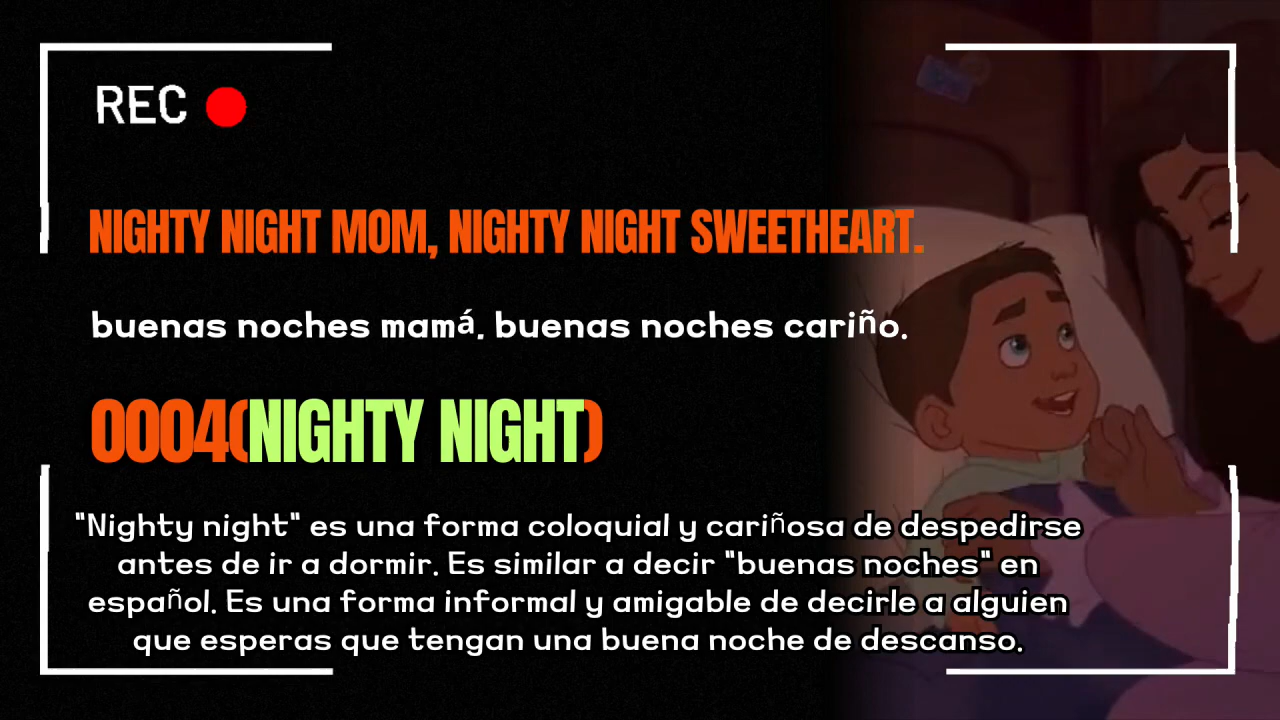 REC
NIGHTY NIGHT MOM, NIGHTY NIGHT SWEETHEART.
buenas noches mamá. buenas noches cariño.
0004(NIGHTY NIGHT)
"Nighty night" es una forma coloquial y cariñosa de despedirse
antes de ir a dormir. Es similar a decir "buenas noches" en
español. Es una forma informal y amigable de decirle a alguien
que esperas que tengan una buena noche de descanso.